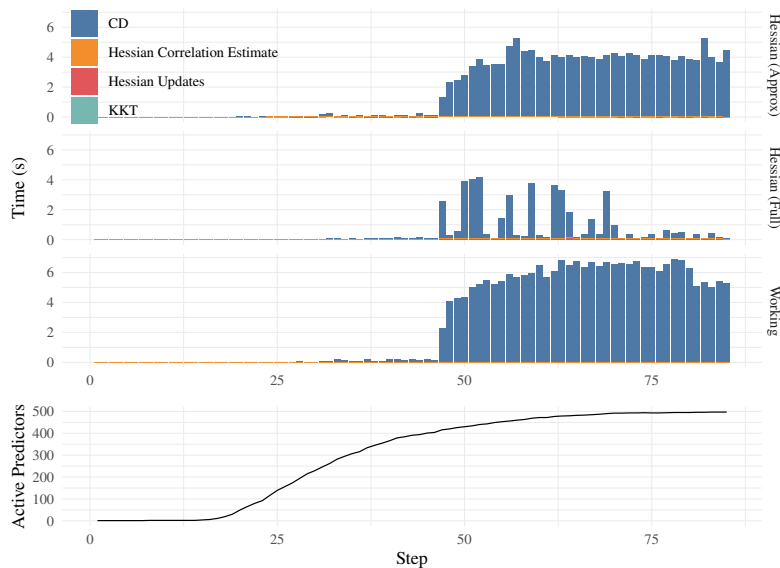 CD
Hessian Correlation Estimate
Hessian Updates
KKT
Time (s)
6
4
2
0
Hessian (Approx)
6
4
2
0
Hessian (Full)
6
4
2
0
Working
0
25
50
75
Active Predictors
500
400
300
200
100
0
0
25
50
75
Step